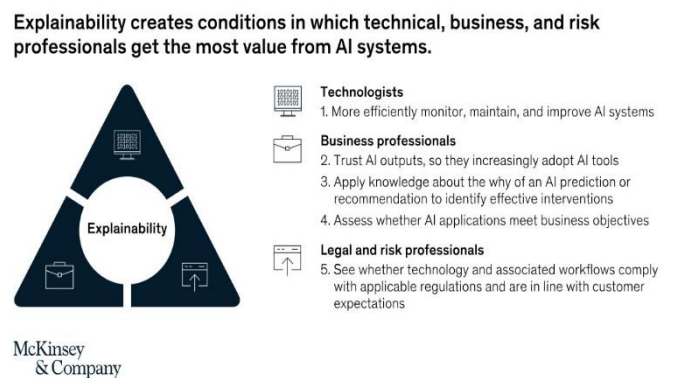 Explainability creates conditions in which technical, business, and risk
professionals get the most value from AI systems.
Explainability
Technologists
1. More efficiently monitor, maintain, and improve AI systems
Business professionals
2. Trust AI outputs, so they increasingly adopt AI tools
3. Apply knowledge about the why of an AI prediction or
recommendation to identify effective interventions
4. Assess whether AI applications meet business objectives
Legal and risk professionals
5. See whether technology and associated workflows comply
with applicable regulations and are in line with customer
expectations
McKinsey
& Company